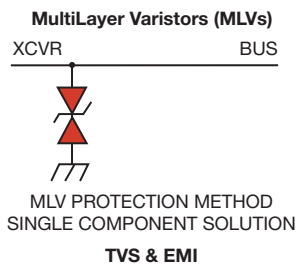 MultiLayer Varistors (MLVs)
XCVR BUS
MLV PROTECTION METHOD
SINGLE COMPONENT SOLUTION
TVS & EMI